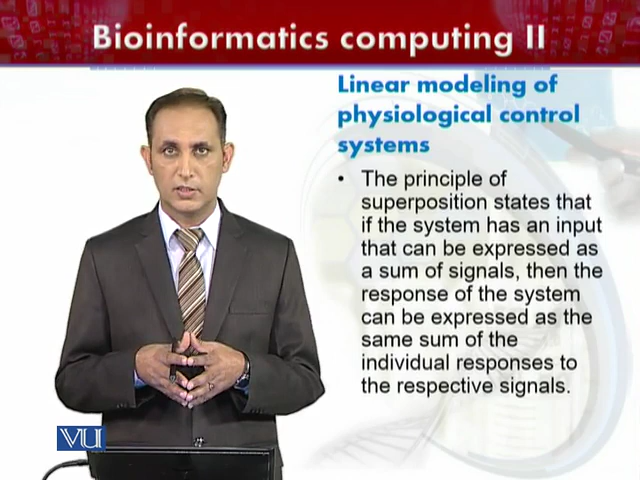 Bioinformatics computing II
Linear modeling of
physiological control
systems
• The principle of
superposition states that
if the system has an input
that can be expressed as
a sum of signals, then the
response of the system
can be expressed as the
same sum of the
individual responses to
the respective signals.
VU